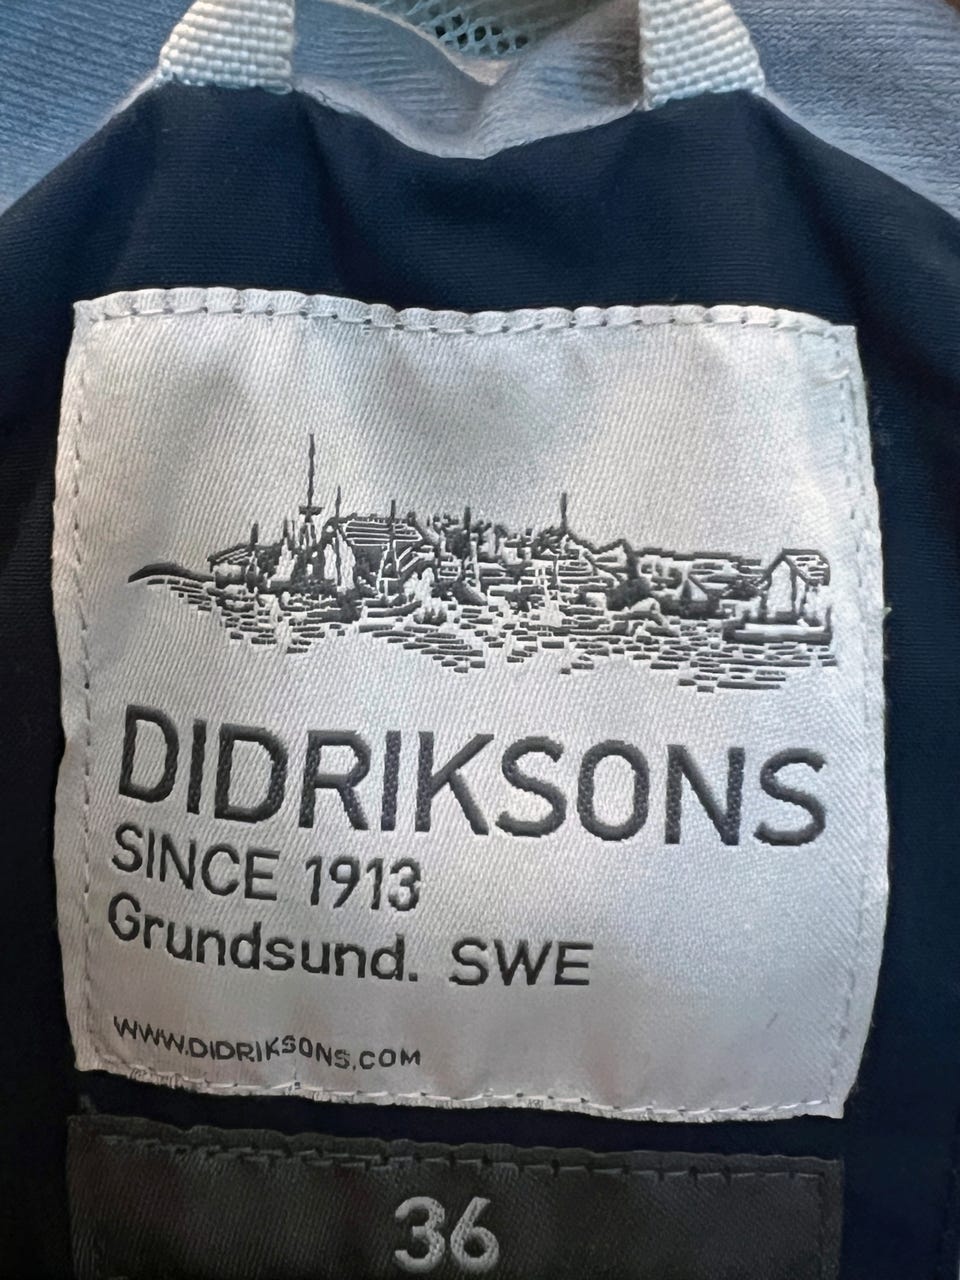 DIDRIKSONS
SINCE 1913
Grundsund. SWE
WWW.DIDRIKSONS.COM
36